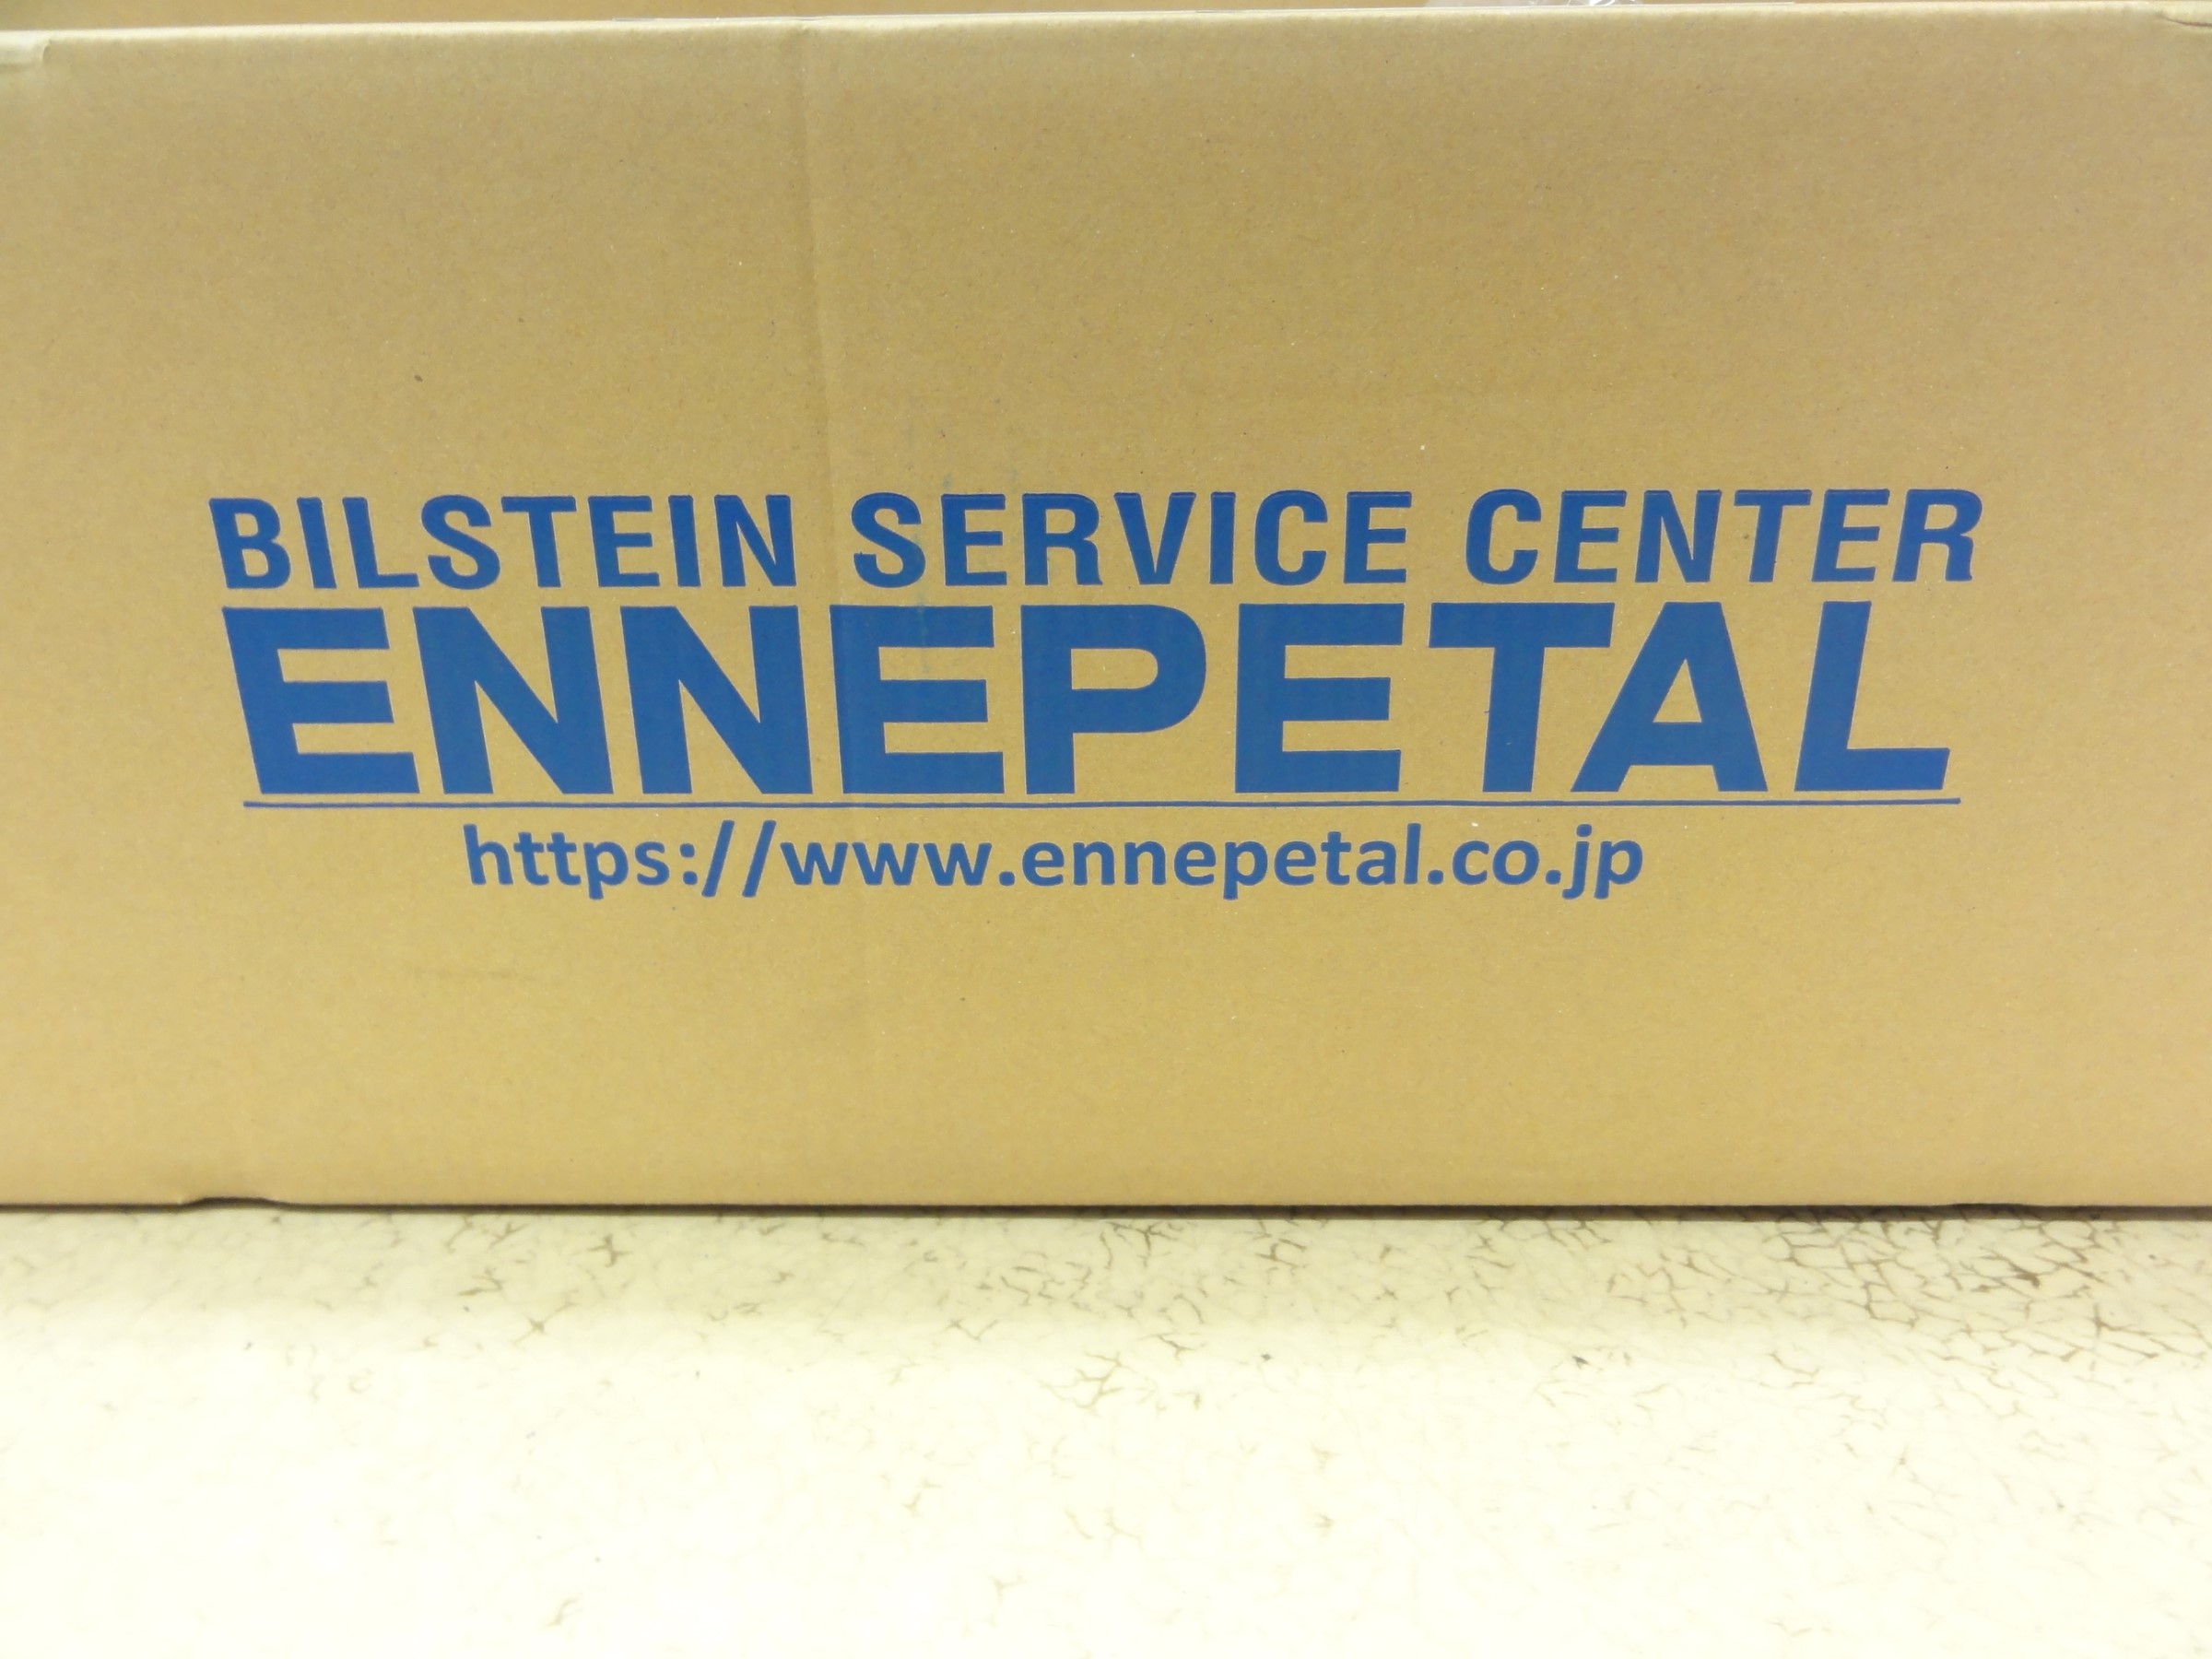 BILSTEIN SERVICE CENTER
ENNEPETAL
https://www.ennepetal.co.jp